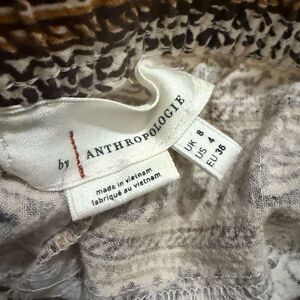 by ANTHROPOLOGIE
made in vietnam
fabriqué au vietnam
UK 8
US 4
EU 36